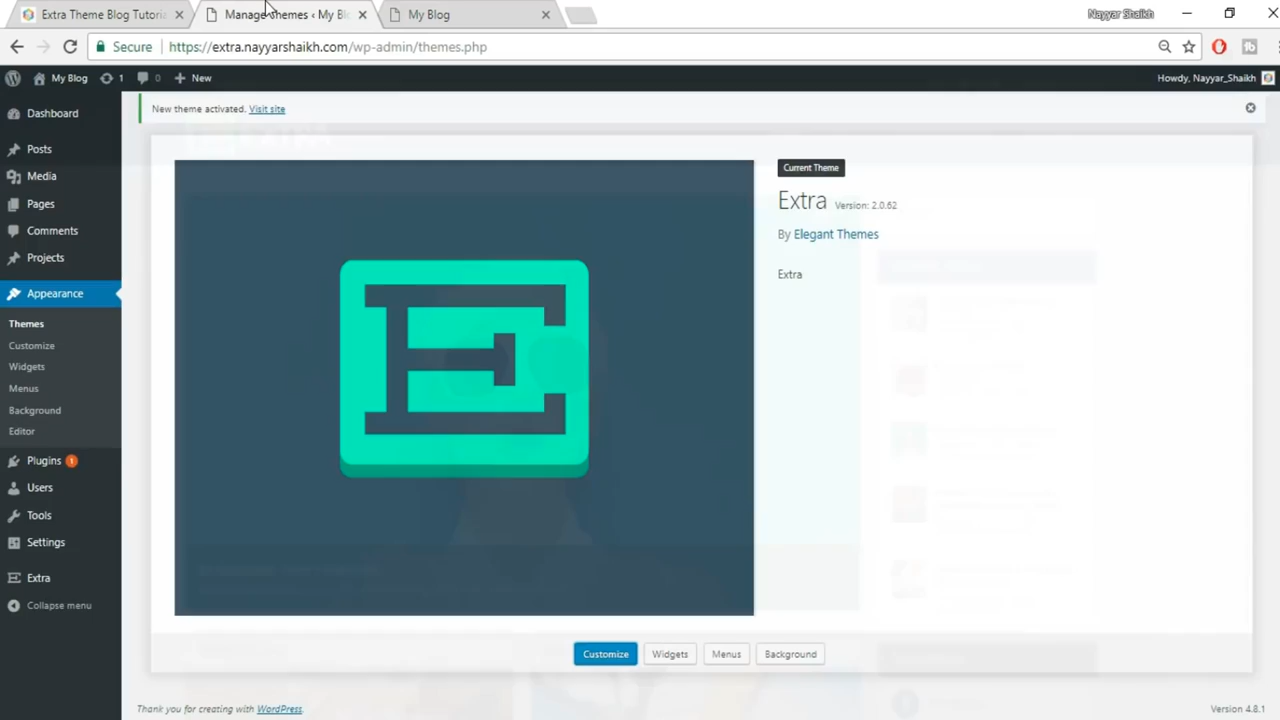 Extra Theme Blog Tutoria
Manage Themes ‹ My Bl
My Blog
Nayyar Shaikh
Secure
https://extra.nayyarshaikh.com/wp-admin/themes.php
My Blog
1
0
New
Howdy, Nayyar_Shaikh
Dashboard
Posts
Media
Pages
Comments
Projects
Appearance
Themes
Customize
Widgets
Menus
Background
Editor
Plugins 1
Users
Tools
Settings
Extra
Collapse menu
New theme activated. Visit site
Current Theme
Extra Version: 2.0.62
By Elegant Themes
Extra
Customize
Widgets
Menus
Background
Thank you for creating with WordPress.
Version 4.8.1